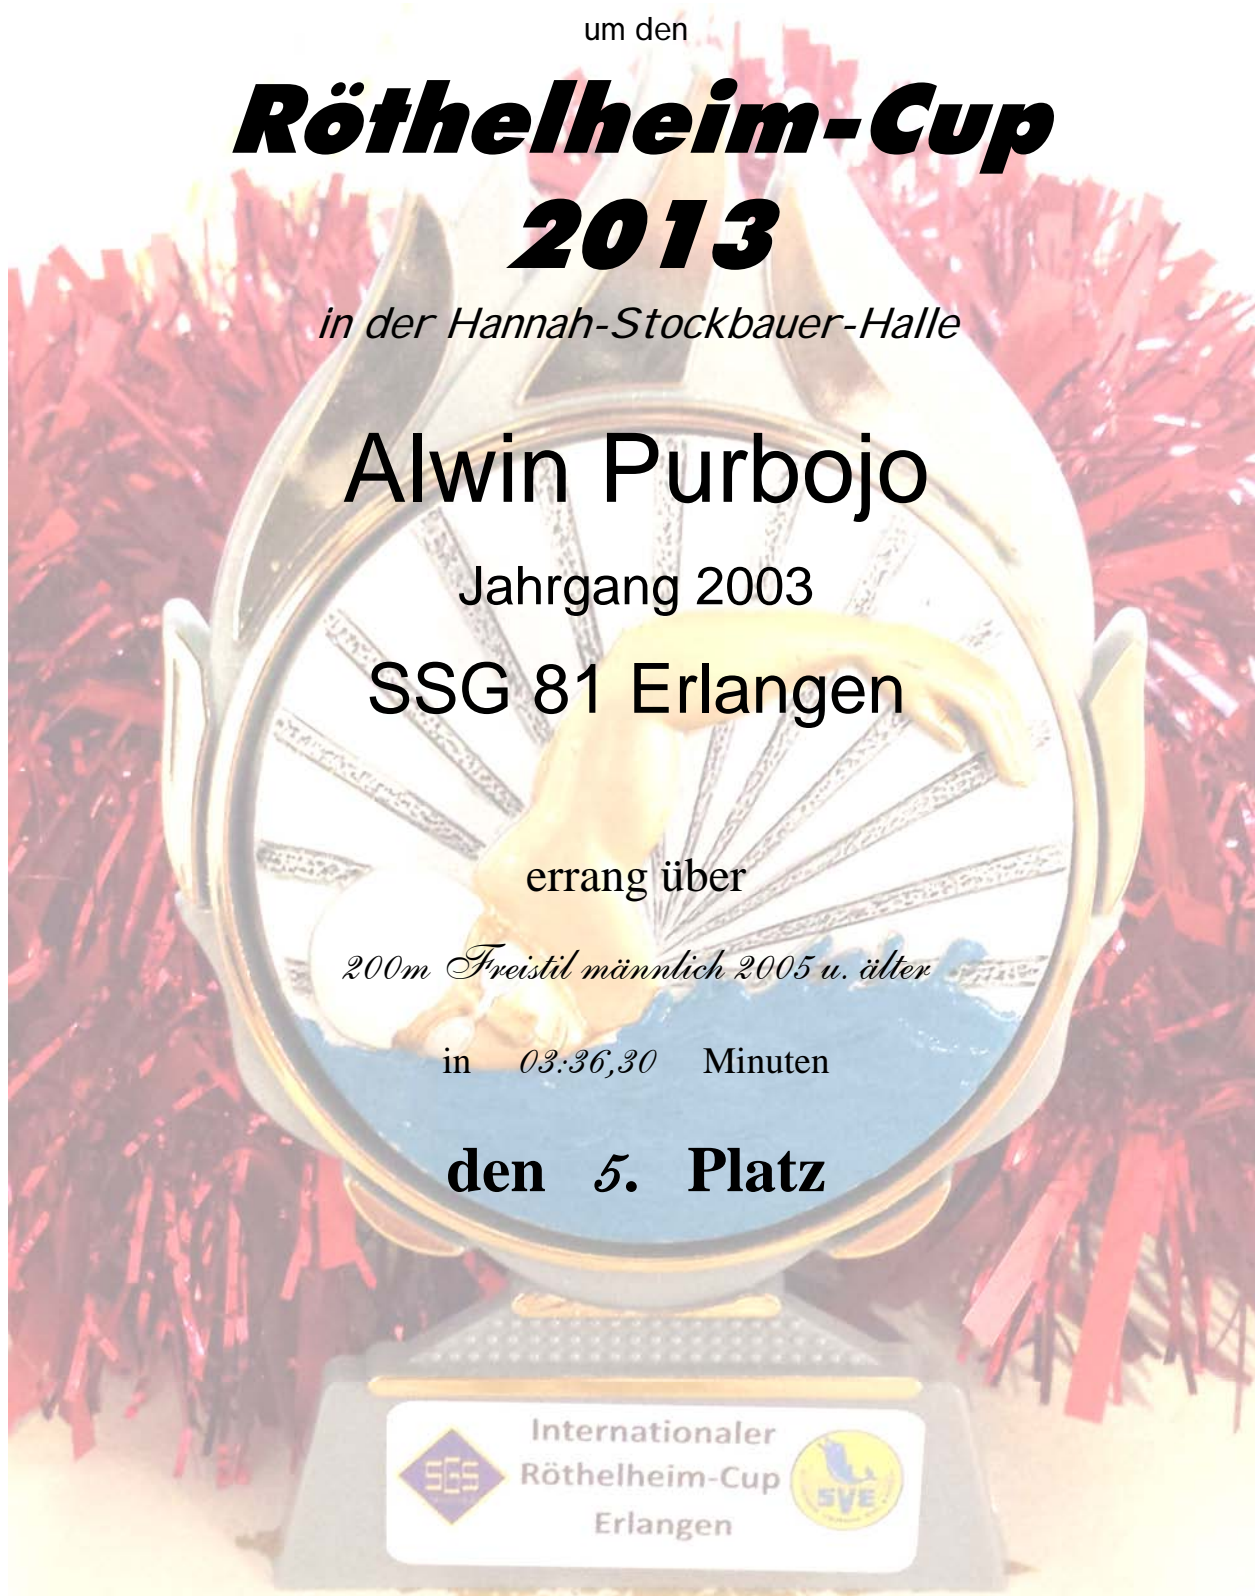 um den
Röthelheim-Cup
2013
in der Hannah-Stockbauer-Halle
Alwin Purbojo
Jahrgang 2003
SSG 81 Erlangen
errang über
200m Freistil männlich 2005 u. älter
in 03:36,30 Minuten
den 5. Platz
Internationaler
SGS Röthelheim-Cup SVE
Erlangen